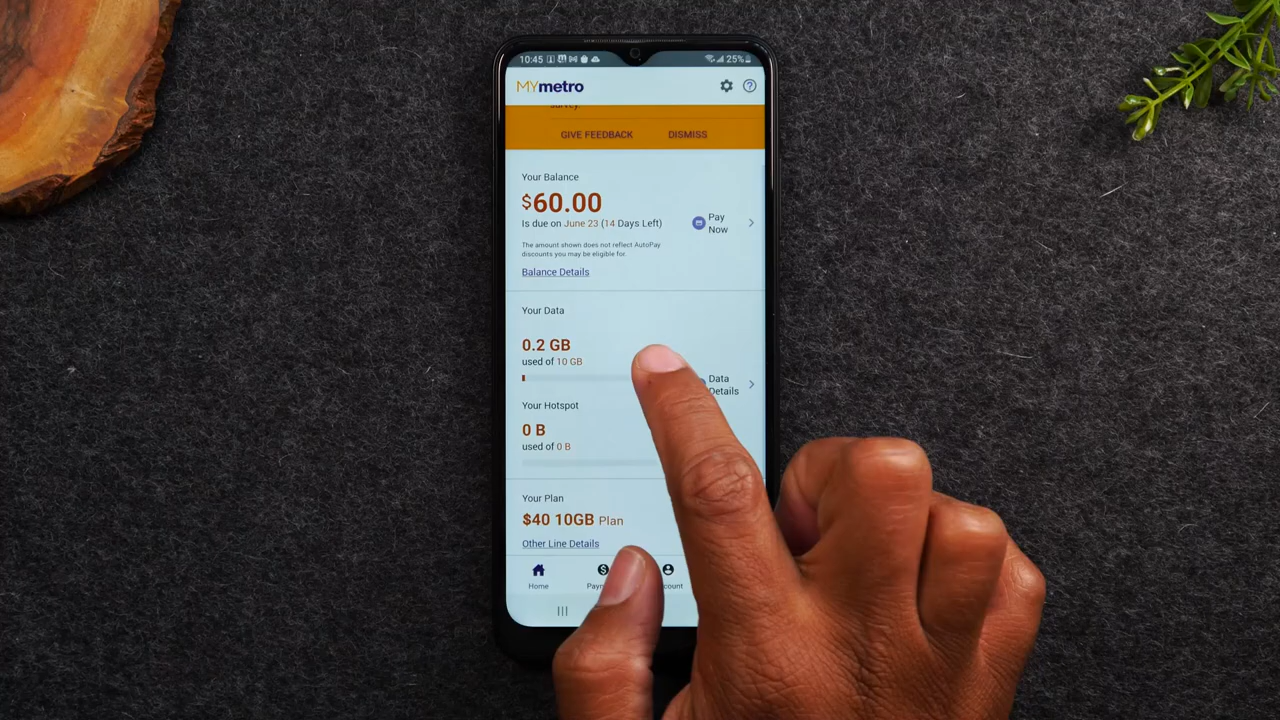 10:45 25%
MYmetro
survey.
GIVE FEEDBACK DISMISS
Your Balance
$60.00
Is due on June 23 (14 Days Left)
Pay
Now
The amount shown does not reflect AutoPay
discounts you may be eligible for.
Balance Details
Your Data
0.2 GB
used of 10 GB
Data
Details
Your Hotspot
0 B
used of 0 B
Your Plan
$40 10GB Plan
Other Line Details
Home